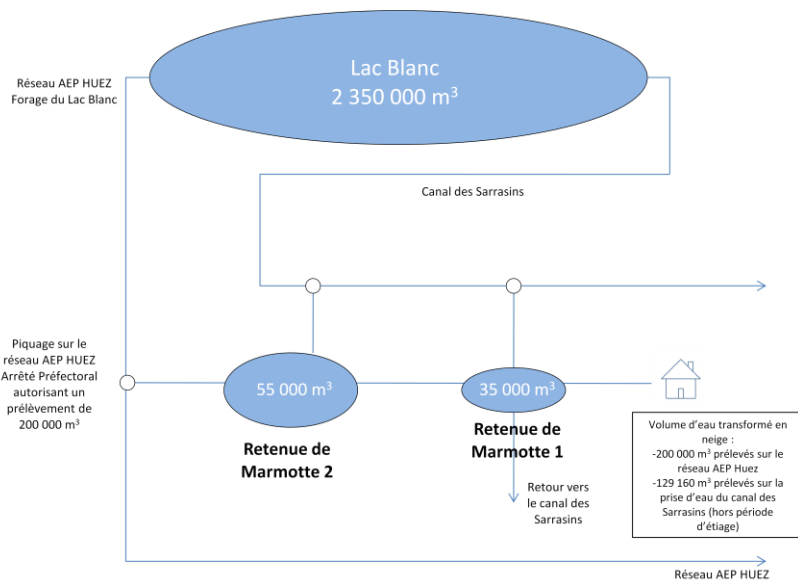 Lac Blanc
2 350 000 m³
Réseau AEP HUEZ
Forage du Lac Blanc
Canal des Sarrasins
Piquage sur le
réseau AEP HUEZ
Arrêté Préfectoral
autorisant un
prélèvement de
200 000 m³
55 000 m³
35 000 m³
Retenue de
Marmotte 2
Retenue de
Marmotte 1
Retour vers
le canal des
Sarrasins
Volume d'eau transformé en
neige :
-200 000 m³ prélevés sur le
réseau AEP Huez
-129 160 m³ prélevés sur la
prise d'eau du canal des
Sarrasins (hors période
d'étiage)
Réseau AEP HUEZ